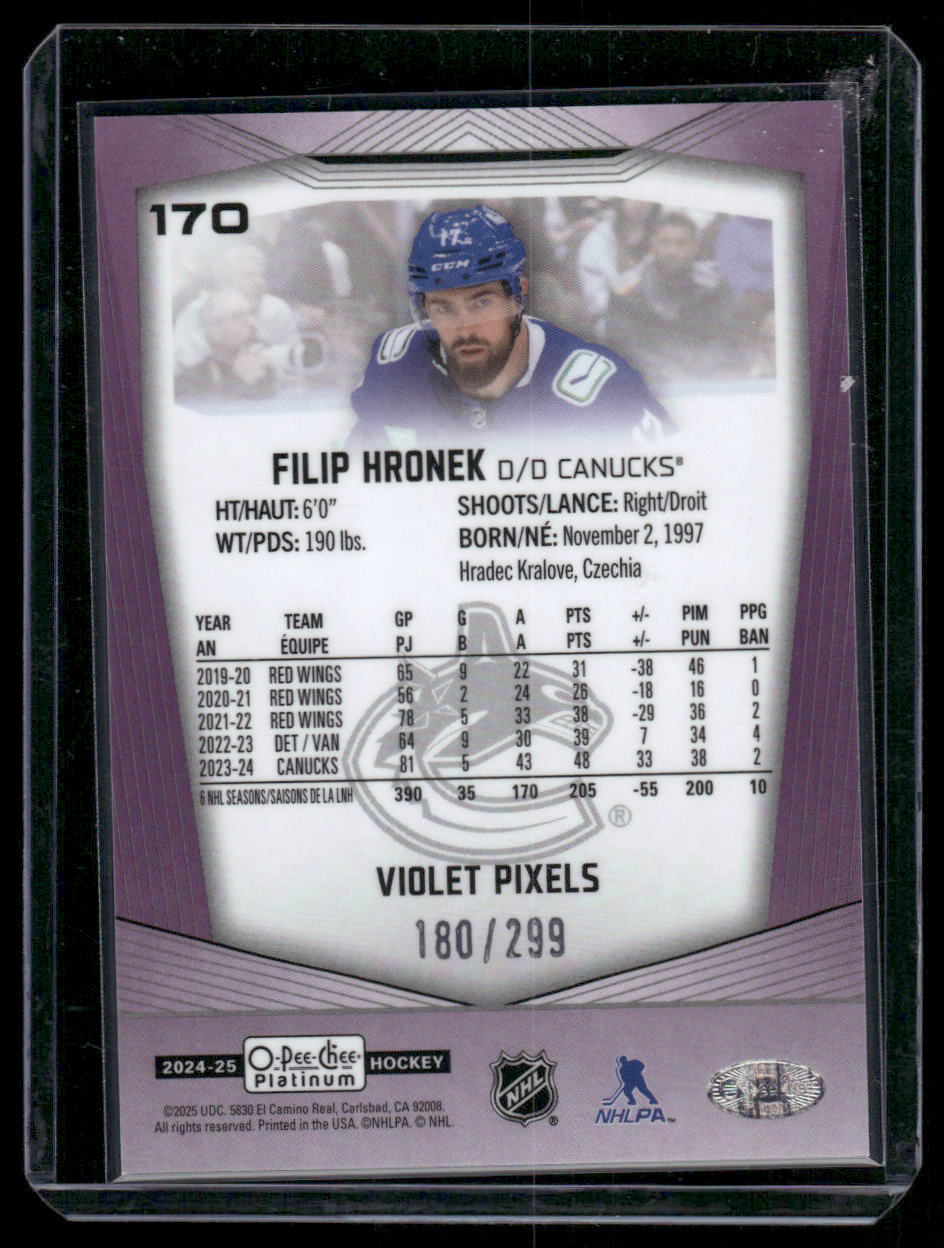 170
17
CCM
FILIP HRONEK D/D CANUCKS®
HT/HAUT: 6'0" SHOOTS/LANCE: Right/Droit
WT/PDS: 190 lbs. BORN/NÉ: November 2, 1997
Hradec Kralove, Czechia
YEAR TEAM GP G A PTS +/- PIM PPG
AN ÉQUIPE PJ B A PTS +/- PUN BAN
2019-20 RED WINGS 65 9 22 31 -38 46 1
2020-21 RED WINGS 56 2 24 26 -18 16 0
2021-22 RED WINGS 78 5 33 38 -29 36 2
2022-23 DET / VAN 64 9 30 39 7 34 4
2023-24 CANUCKS 81 5 43 48 33 38 2
6 NHL SEASONS/SAISONS DE LA LNH 390 35 170 205 -55 200 10
®
VIOLET PIXELS
180/299
2024-25 O-Pee-Chee® Platinum HOCKEY
NHL ®
NHLPA™
©2025 UDC. 5830 El Camino Real, Carlsbad, CA 92008.
All rights reserved. Printed in the USA. ©NHLPA. © NHL.